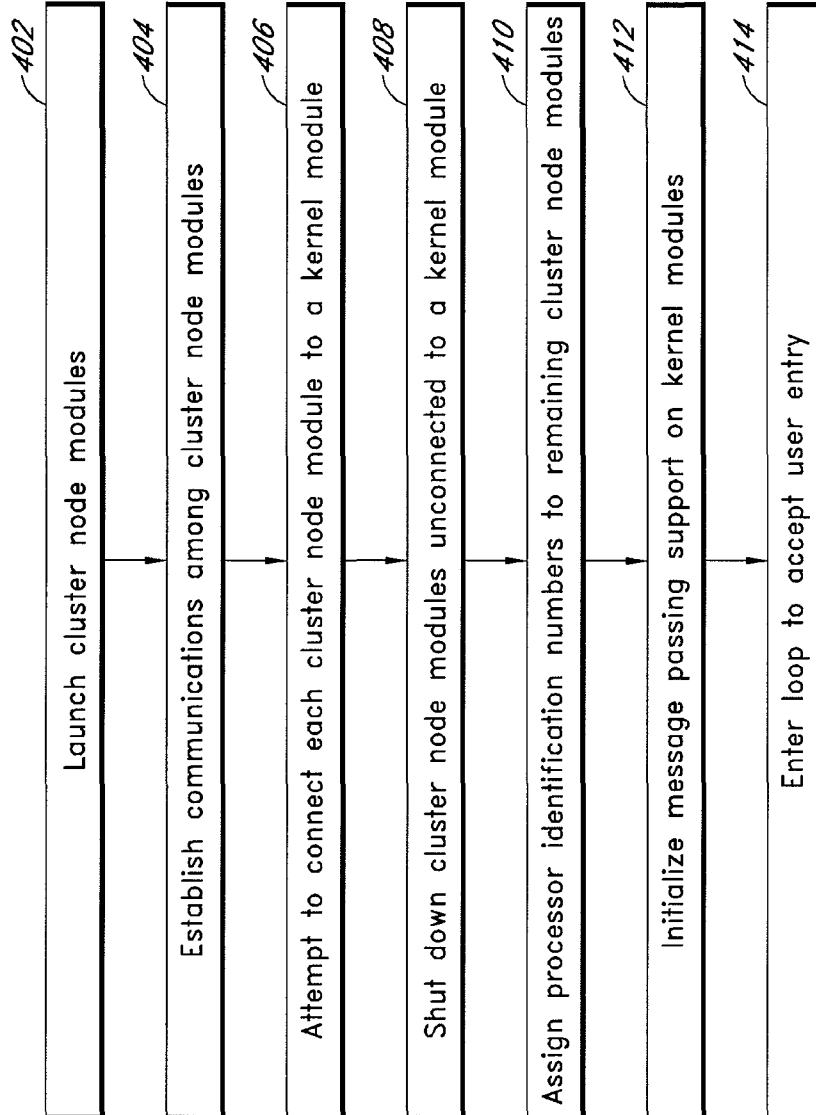 402
Launch cluster node modules
404
Establish communications among cluster node modules
406
Attempt to connect each cluster node module to a kernel module
408
Shut down cluster node modules unconnected to a kernel module
410
Assign processor identification numbers to remaining cluster node modules
412
Initialize message passing support on kernel modules
414
Enter loop to accept user entry